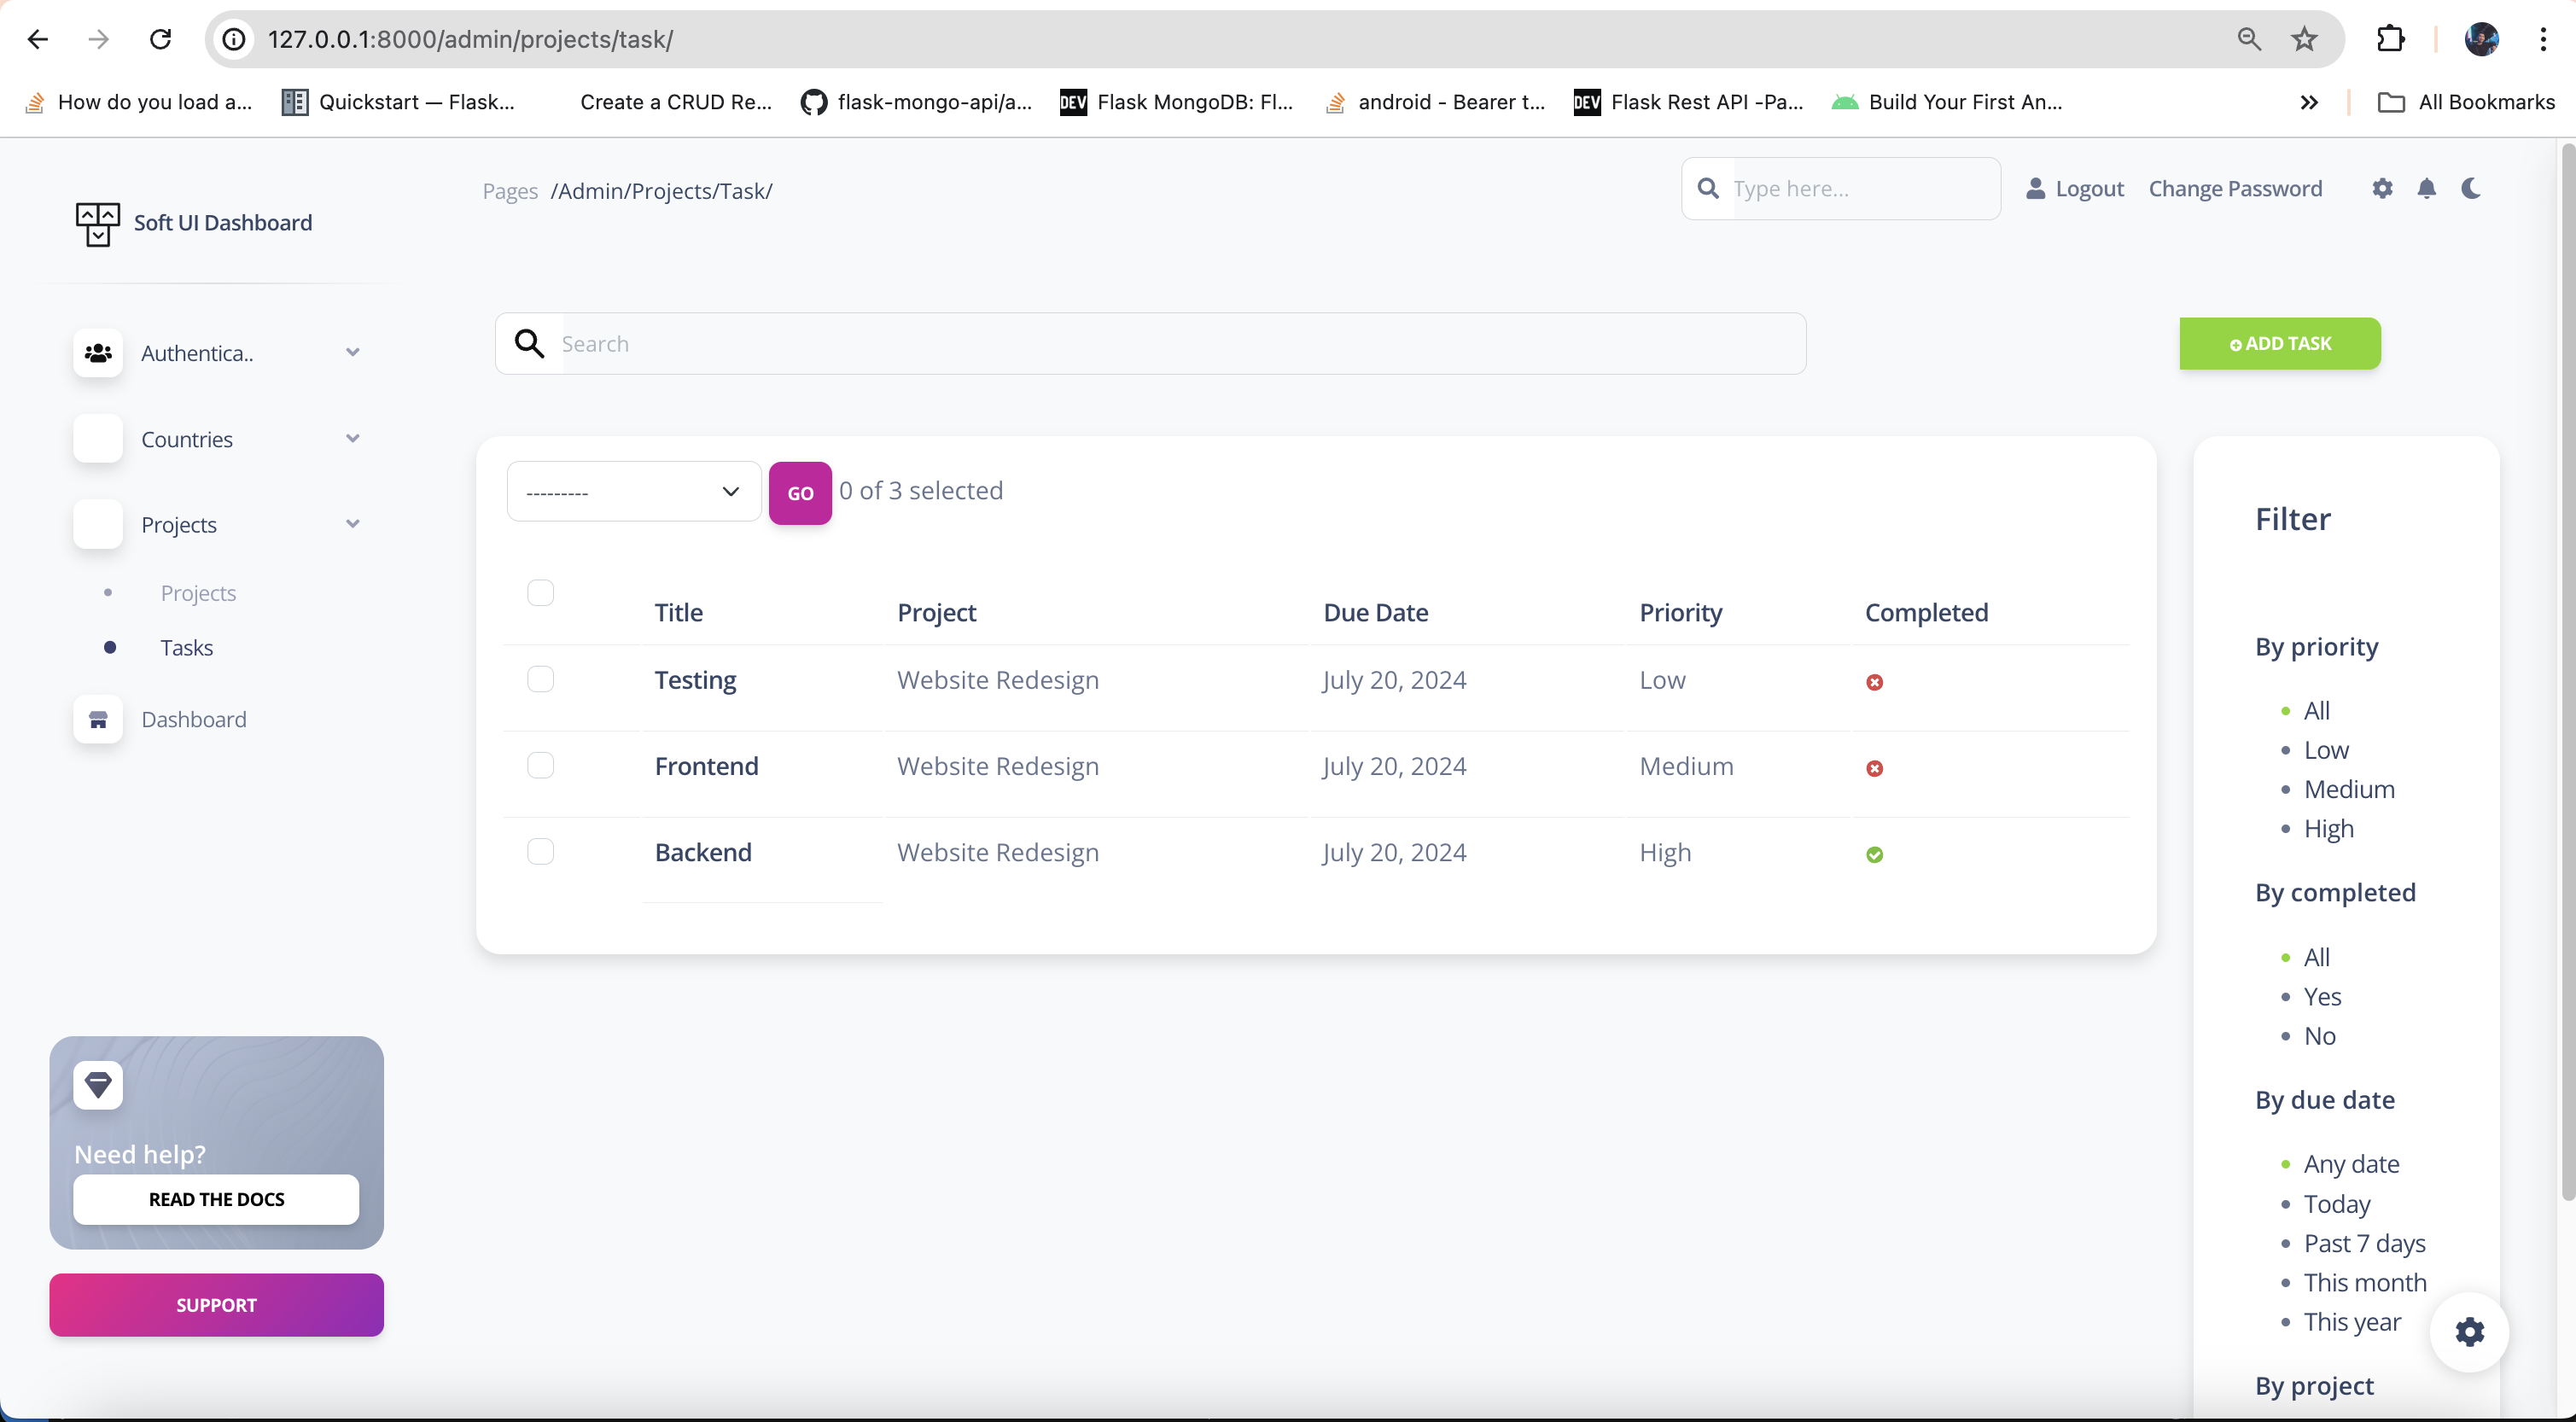 127.0.0.1:8000/admin/projects/task/
How do you load a...
Quickstart — Flask...
Create a CRUD Re...
flask-mongo-api/a...
DEV Flask MongoDB: Fl...
android - Bearer t...
DEV Flask Rest API -Pa...
Build Your First An...
All Bookmarks
Soft UI Dashboard
Pages /Admin/Projects/Task/
Type here...
Logout
Change Password
Authentica..
Countries
Projects
Projects
Tasks
Dashboard
Need help?
READ THE DOCS
SUPPORT
Search
ADD TASK
---------
GO
0 of 3 selected
Title Project Due Date Priority Completed
Testing Website Redesign July 20, 2024 Low
Frontend Website Redesign July 20, 2024 Medium
Backend Website Redesign July 20, 2024 High
Filter
By priority
All
Low
Medium
High
By completed
All
Yes
No
By due date
Any date
Today
Past 7 days
This month
This year
By project